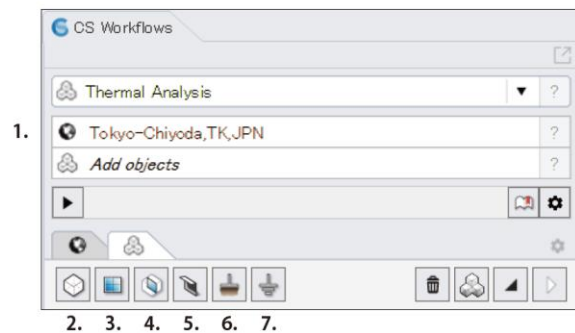 CS Workflows
Thermal Analysis ▼ ?
1. Tokyo-Chiyoda,TK,JPN ?
Add objects ?
2. 3. 4. 5. 6. 7.